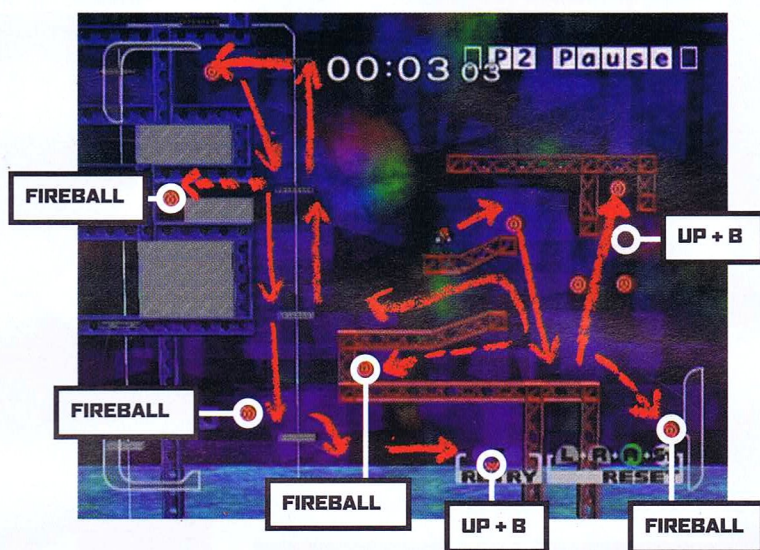 00:03 03
P2 Pause
FIREBALL
UP + B
FIREBALL
L+R+A+S
RETRY
RESET
FIREBALL
UP + B
FIREBALL